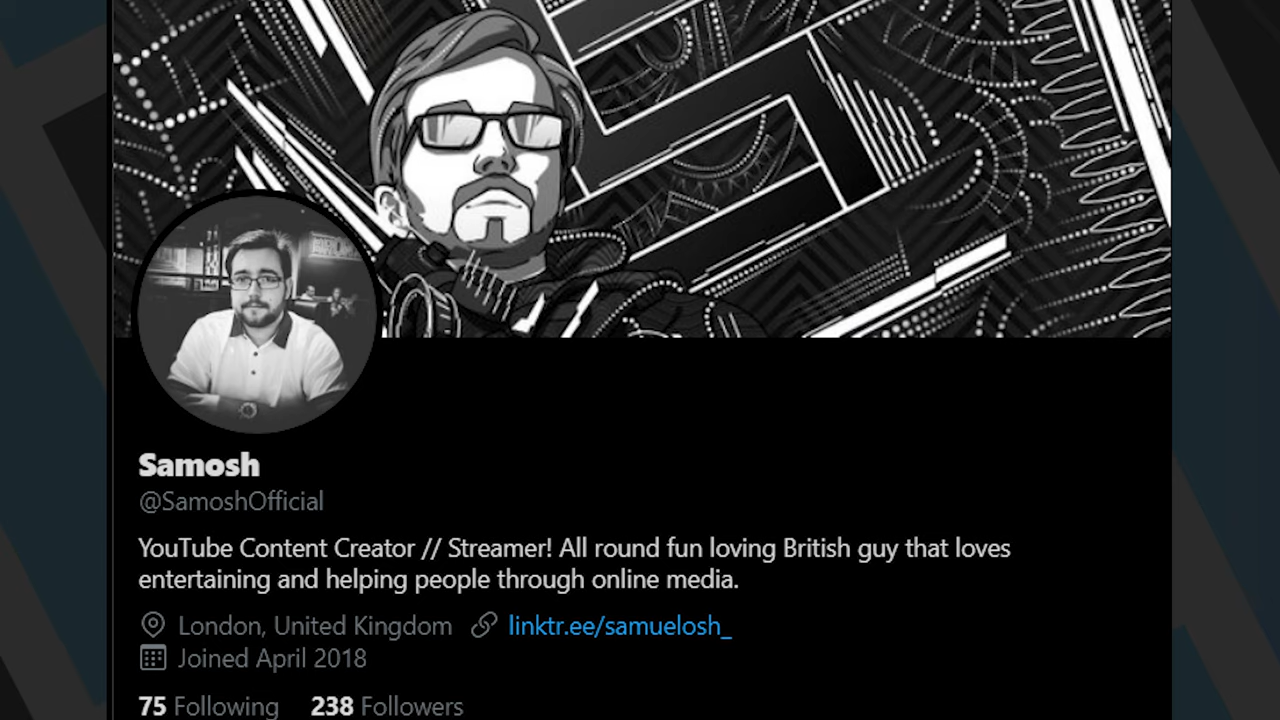 Samosh
@SamoshOfficial
YouTube Content Creator // Streamer! All round fun loving British guy that loves
entertaining and helping people through online media.
London, United Kingdom linktr.ee/samuelosh_
Joined April 2018
75 Following 238 Followers